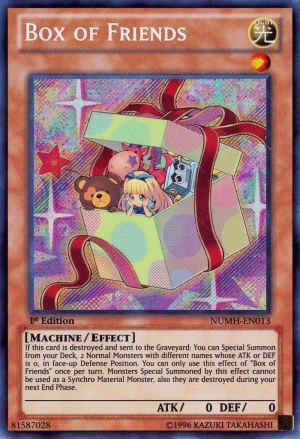 BOX OF FRIENDS
LIGHT
光
1st Edition
NUMH-EN013
[MACHINE / EFFECT]
If this card is destroyed and sent to the Graveyard: You can Special Summon
from your Deck, 2 Normal Monsters with different names whose ATK or DEF
is 0, in face-up Defense Position. You can only use this effect of "Box of
Friends" once per turn. Monsters Special Summoned by this effect cannot
be used as a Synchro Material Monster, also they are destroyed during your
next End Phase.
ATK/ 0 DEF/ 0
81587028
©1996 KAZUKI TAKAHASHI